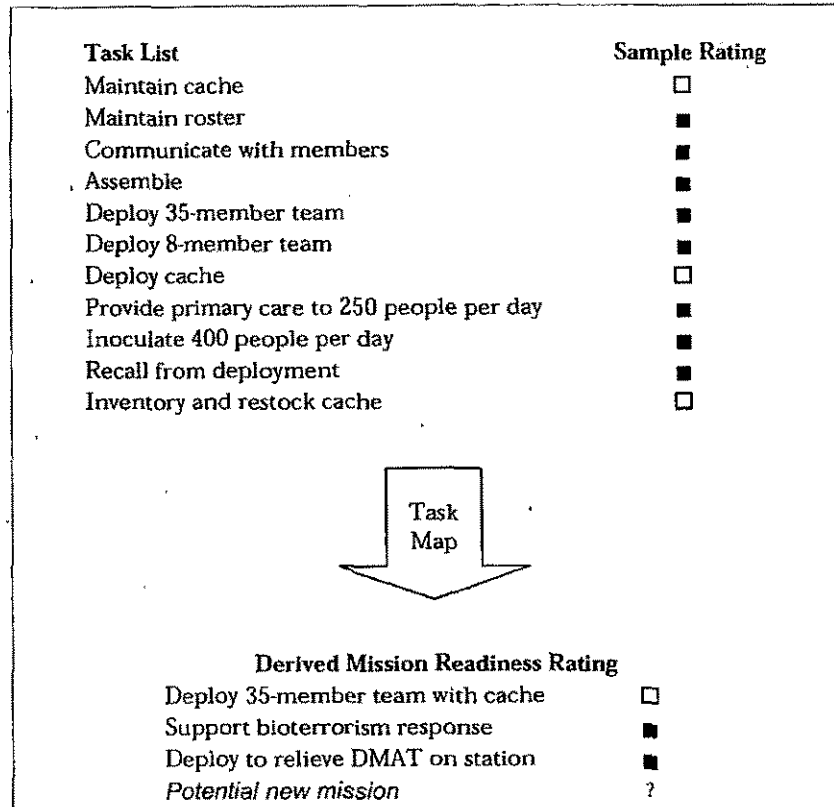 Task List Sample Rating
Maintain cache □
Maintain roster ■
Communicate with members ■
Assemble ■
Deploy 35-member team ■
Deploy 8-member team ■
Deploy cache □
Provide primary care to 250 people per day ■
Inoculate 400 people per day ■
Recall from deployment ■
Inventory and restock cache □
Task
Map
Derived Mission Readiness Rating
Deploy 35-member team with cache □
Support bioterrorism response ■
Deploy to relieve DMAT on station ■
Potential new mission ?